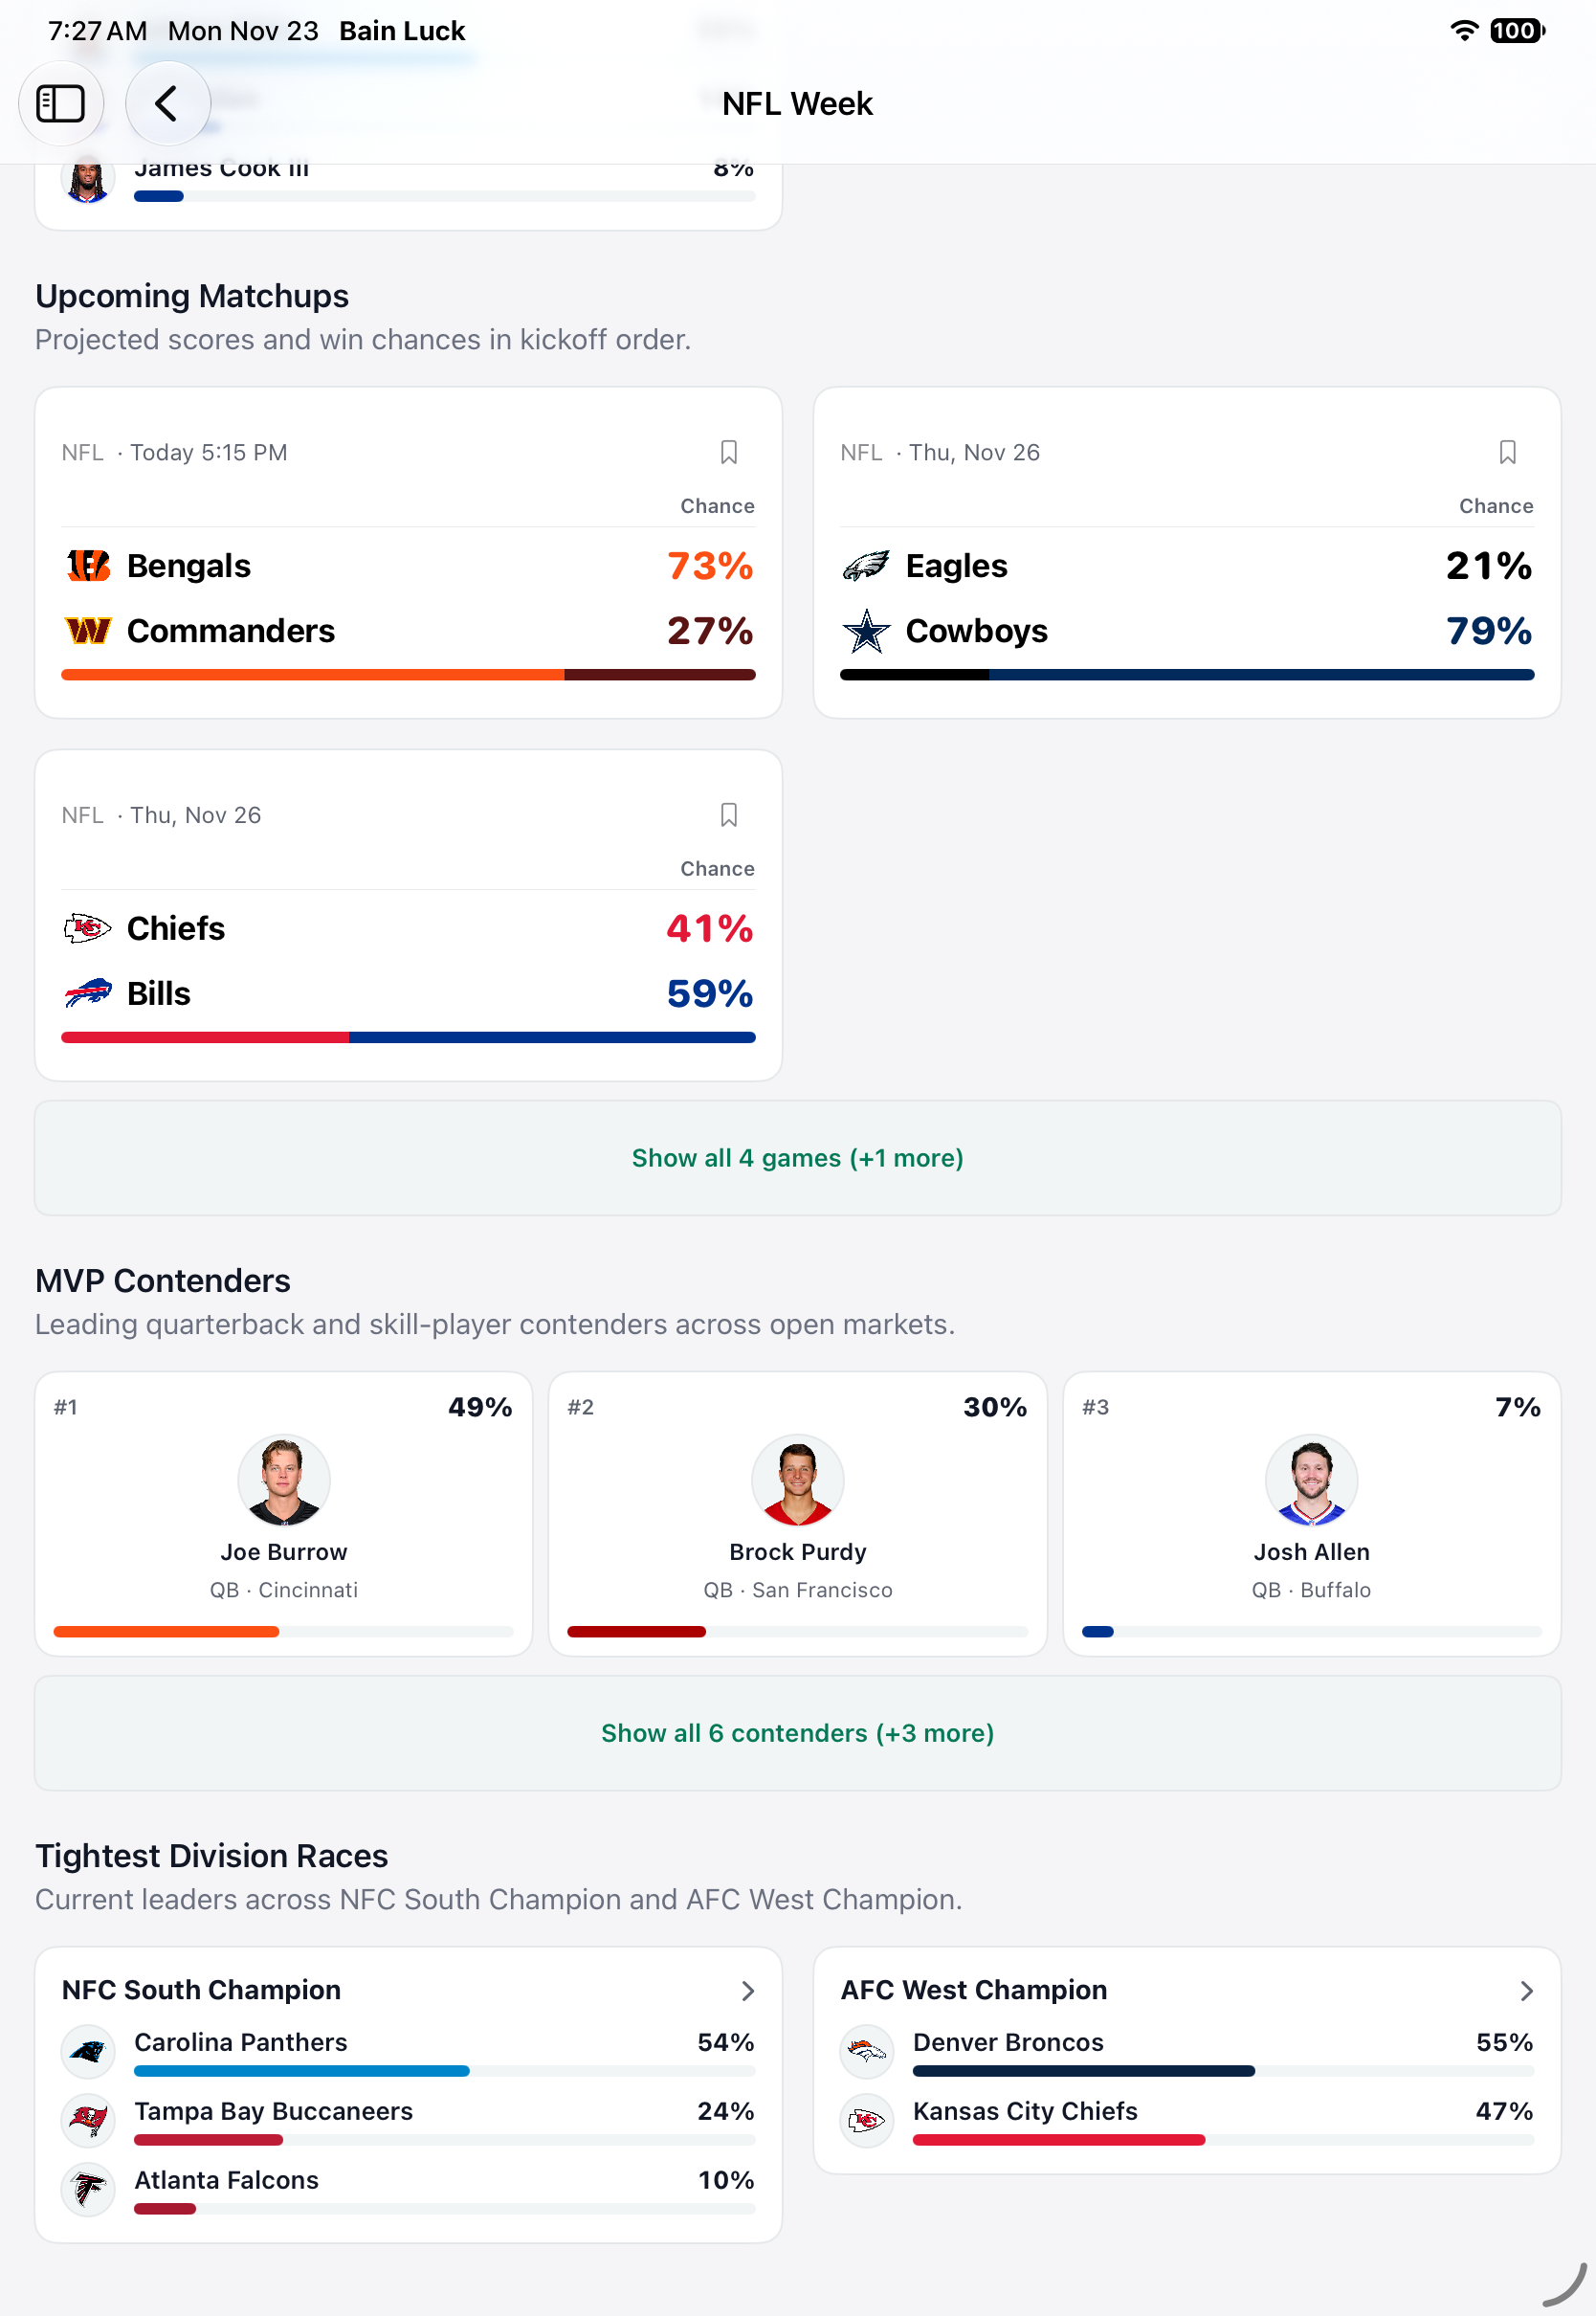 7:27 AM Mon Nov 23 Bain Luck
100
NFL Week
James Cook III 8%
Upcoming Matchups
Projected scores and win chances in kickoff order.
NFL · Today 5:15 PM
Chance
Bengals 73%
Commanders 27%
NFL · Thu, Nov 26
Chance
Eagles 21%
Cowboys 79%
NFL · Thu, Nov 26
Chance
Chiefs 41%
Bills 59%
Show all 4 games (+1 more)
MVP Contenders
Leading quarterback and skill-player contenders across open markets.
#1 49%
Joe Burrow
QB · Cincinnati
#2 30%
Brock Purdy
QB · San Francisco
#3 7%
Josh Allen
QB · Buffalo
Show all 6 contenders (+3 more)
Tightest Division Races
Current leaders across NFC South Champion and AFC West Champion.
NFC South Champion
Carolina Panthers 54%
Tampa Bay Buccaneers 24%
Atlanta Falcons 10%
AFC West Champion
Denver Broncos 55%
Kansas City Chiefs 47%